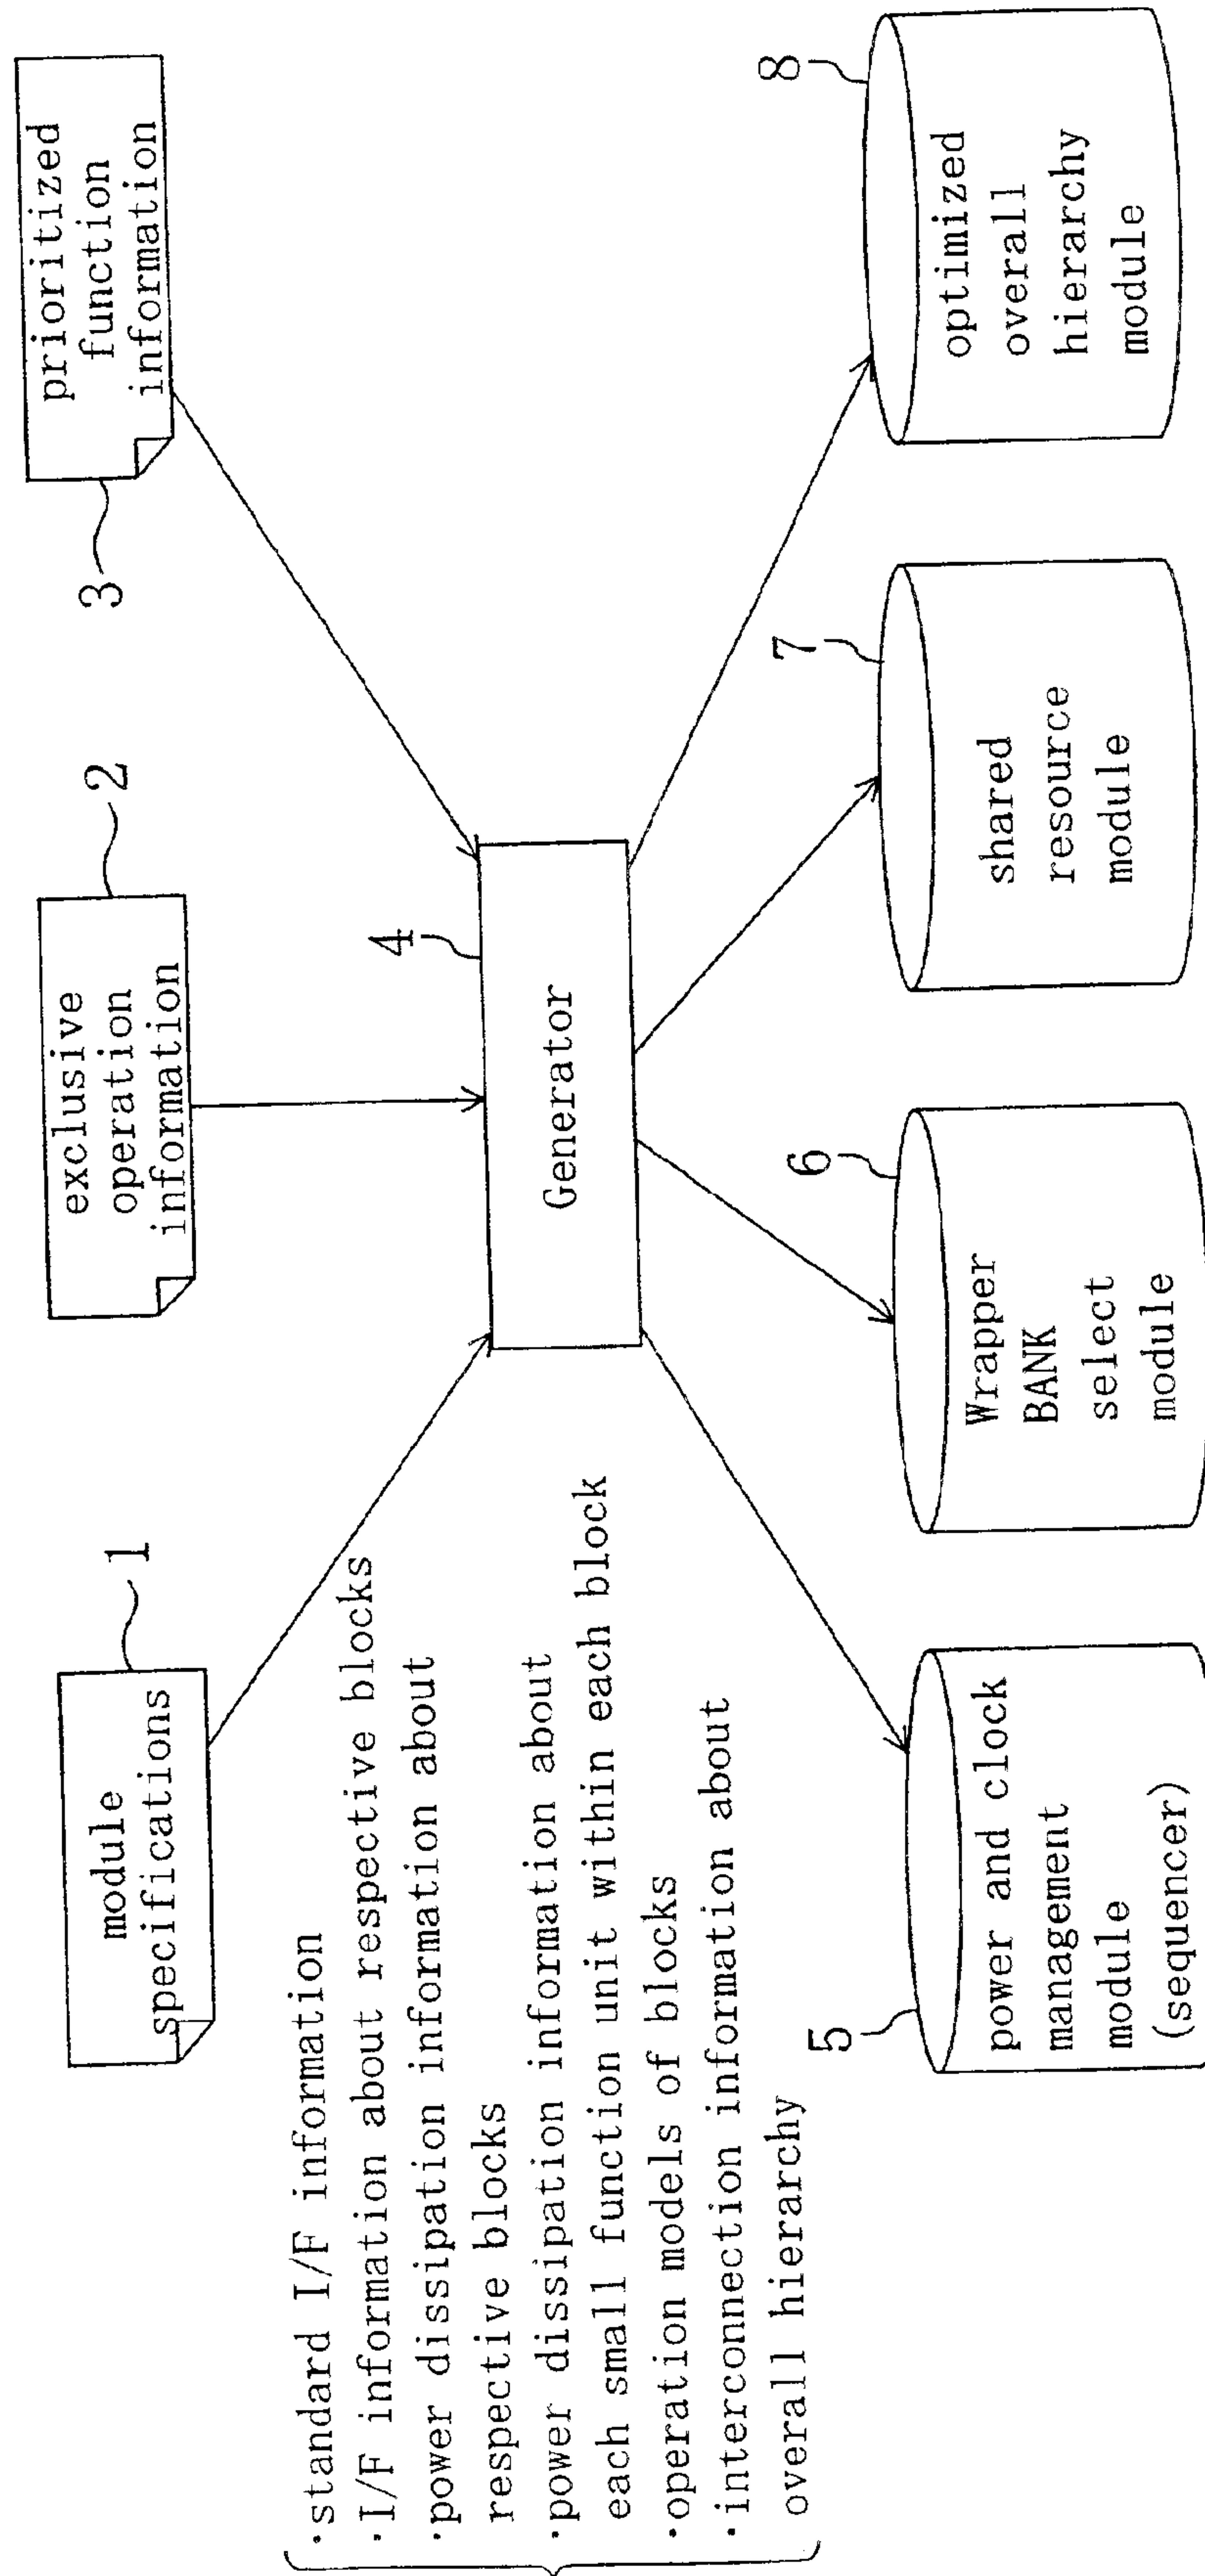 module
specifications
1
exclusive
operation
information
2
prioritized
function
information
3
·standard I/F information
·I/F information about respective blocks
·power dissipation information about
respective blocks
·power dissipation information about
each small function unit within each block
·operation models of blocks
·interconnection information about
overall hierarchy
4
Generator
5
power and clock
management
module
(sequencer)
6
Wrapper
BANK
select
module
7
shared
resource
module
8
optimized
overall
hierarchy
module